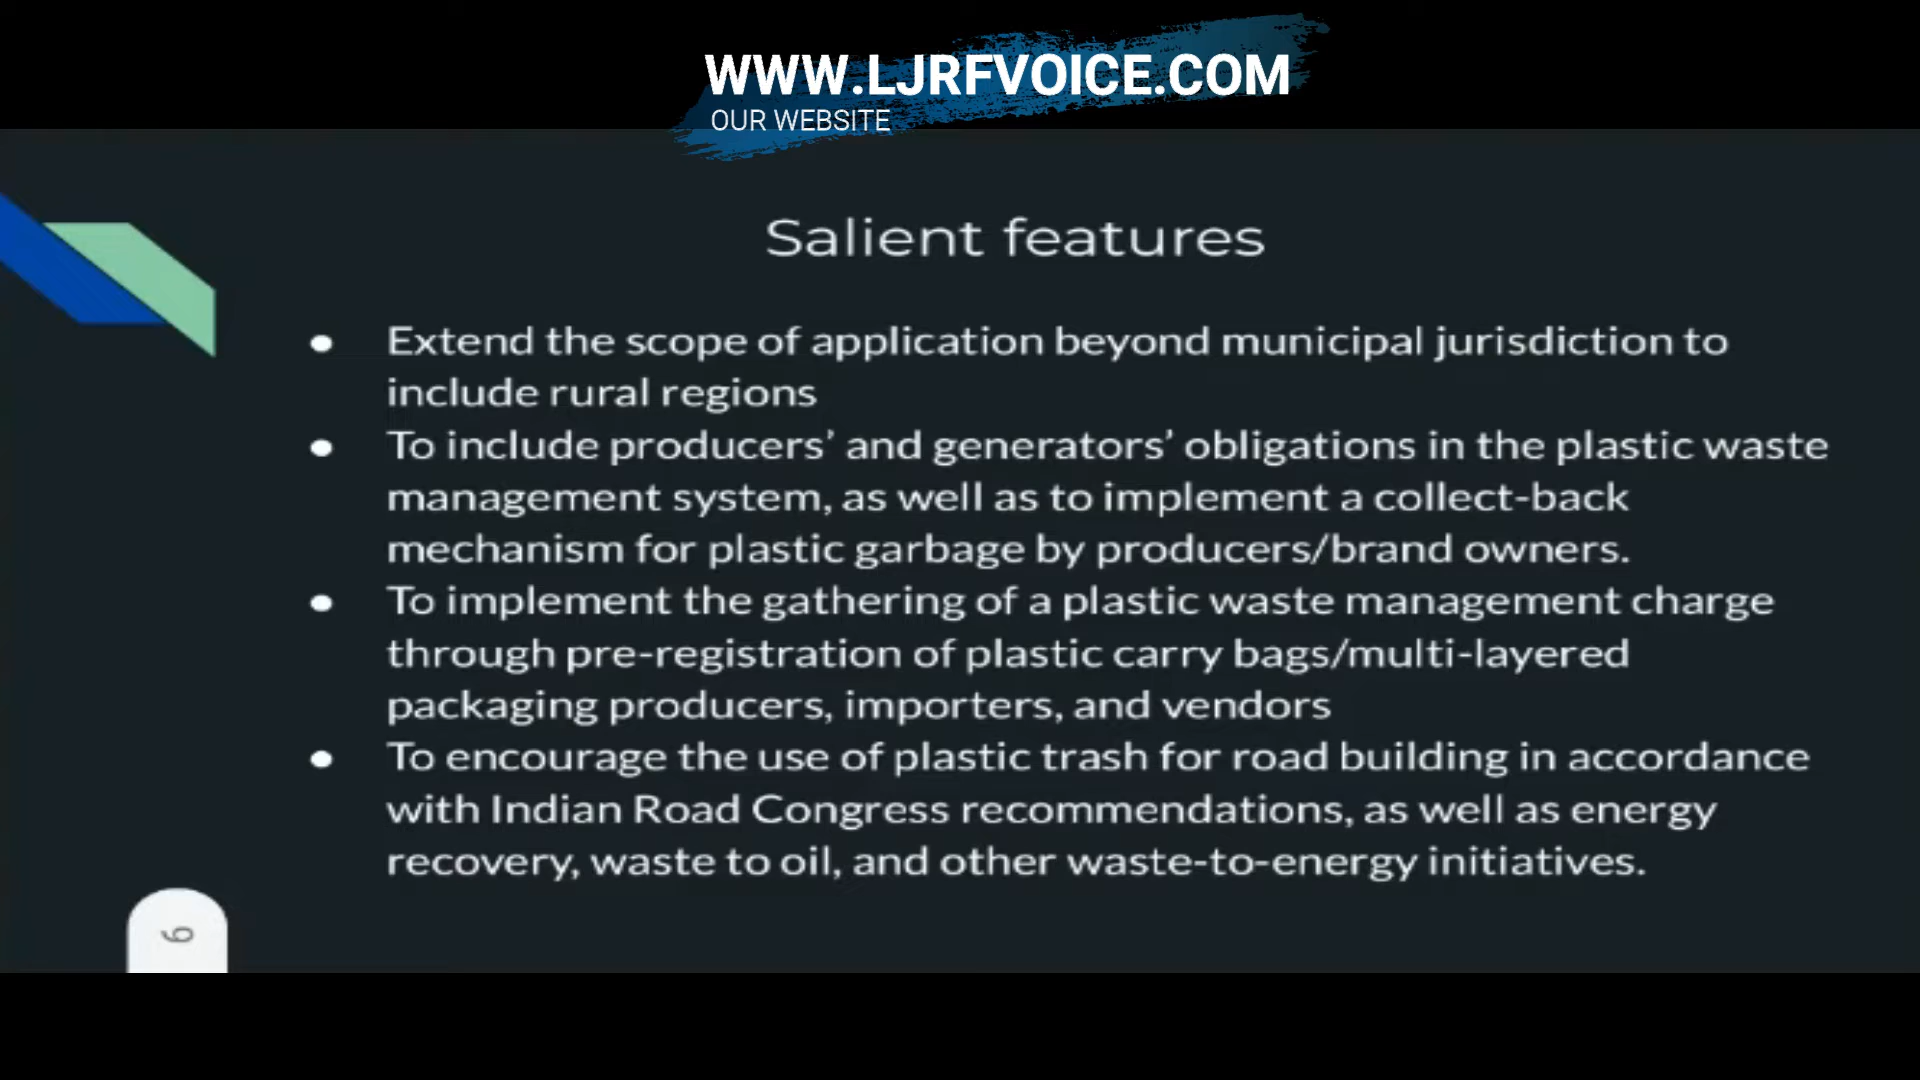 WWW.LJRFVOICE.COM
OUR WEBSITE
Salient features
● Extend the scope of application beyond municipal jurisdiction to
include rural regions
● To include producers’ and generators’ obligations in the plastic waste
management system, as well as to implement a collect-back
mechanism for plastic garbage by producers/brand owners.
● To implement the gathering of a plastic waste management charge
through pre-registration of plastic carry bags/multi-layered
packaging producers, importers, and vendors
● To encourage the use of plastic trash for road building in accordance
with Indian Road Congress recommendations, as well as energy
recovery, waste to oil, and other waste-to-energy initiatives.
6